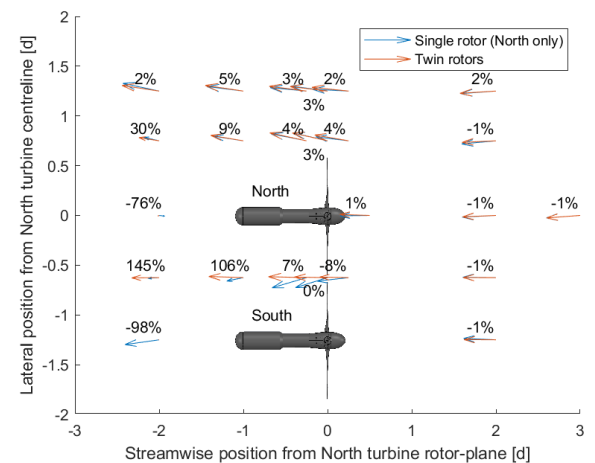 2
Single rotor (North only)
Twin rotors
1.5
2% 5% 3% 2% 2%
3%
1
30% 9% 4% 4% -1%
3%
0.5
North
-76% 1% -1% -1%
0
145% 106% 7% -8% -1%
-0.5
0%
South
-1
-98% -1%
-1.5
-2
-3 -2 -1 0 1 2 3
Streamwise position from North turbine rotor-plane [d]
Lateral position from North turbine centreline [d]